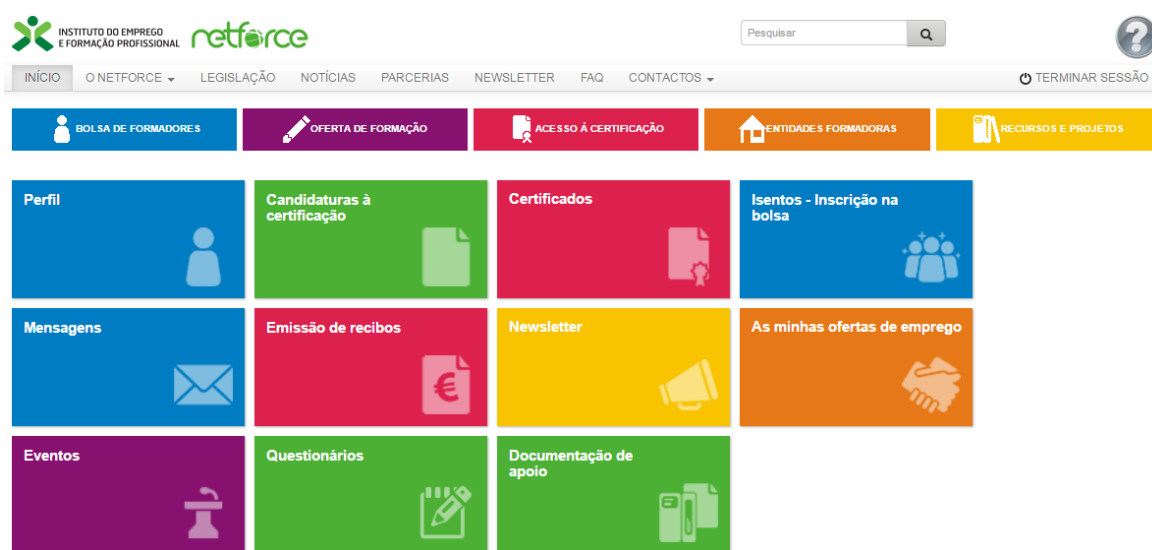 INSTITUTO DO EMPREGO
E FORMAÇÃO PROFISSIONAL
netforce
Pesquisar
?
INÍCIO O NETFORCE LEGISLAÇÃO NOTÍCIAS PARCERIAS NEWSLETTER FAQ CONTACTOS TERMINAR SESSÃO
BOLSA DE FORMADORES OFERTA DE FORMAÇÃO ACESSO À CERTIFICAÇÃO ENTIDADES FORMADORAS RECURSOS E PROJETOS
Perfil
Candidaturas à
certificação
Certificados
Isentos - Inscrição na
bolsa
Mensagens
Emissão de recibos
€
Newsletter
As minhas ofertas de emprego
Eventos
Questionários
Documentação de
apoio